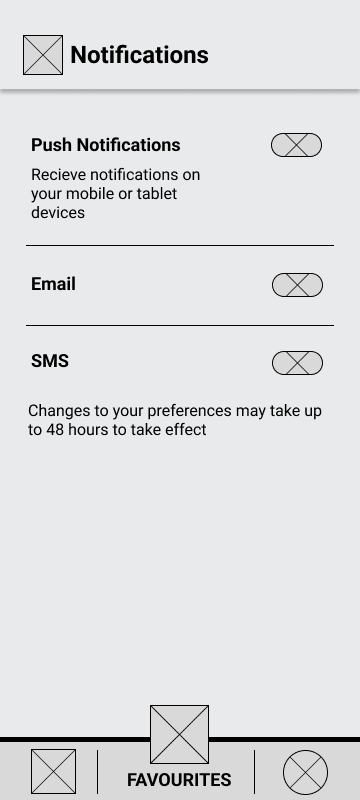 Notifications
Push Notifications
Recieve notifications on
your mobile or tablet
devices
Email
SMS
Changes to your preferences may take up
to 48 hours to take effect
FAVOURITES